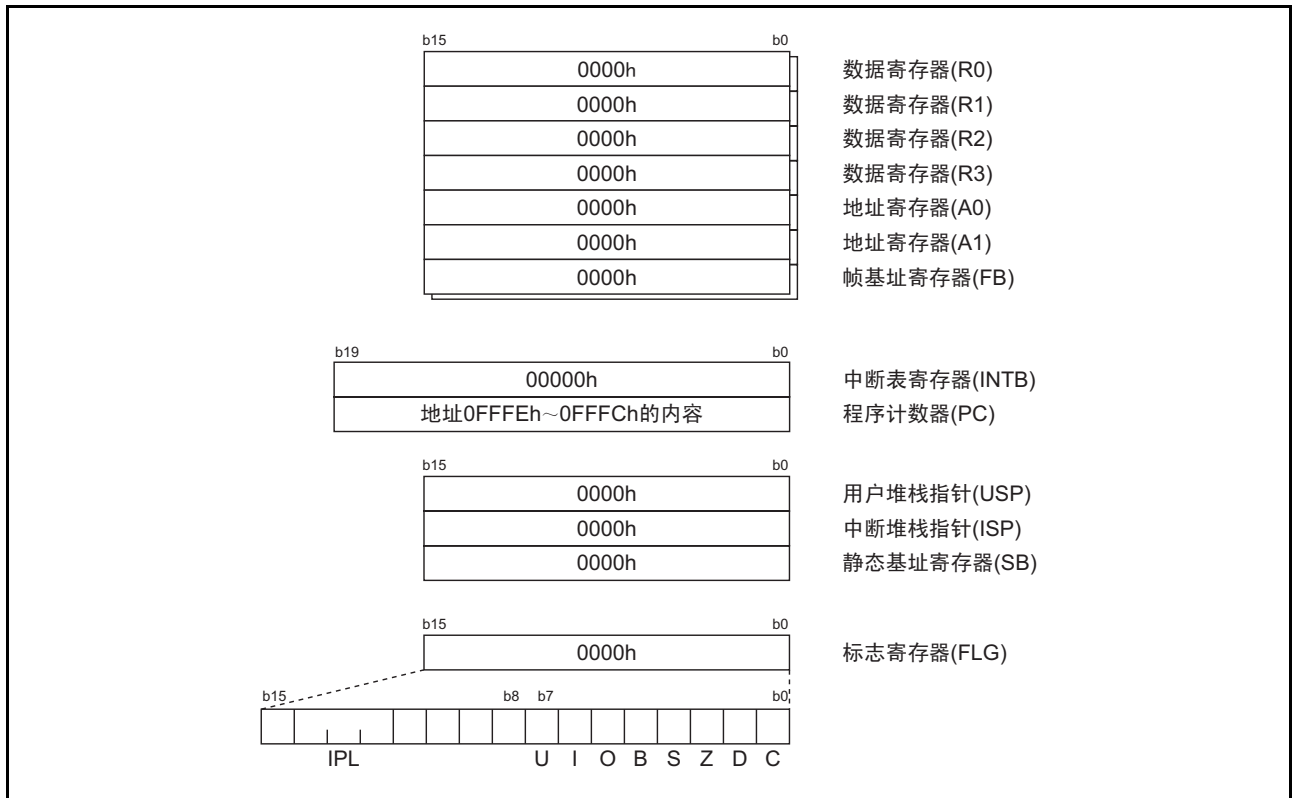 b15 b0
0000h 数据寄存器(R0)
0000h 数据寄存器(R1)
0000h 数据寄存器(R2)
0000h 数据寄存器(R3)
0000h 地址寄存器(A0)
0000h 地址寄存器(A1)
0000h 帧基址寄存器(FB)
b19 b0
00000h 中断表寄存器(INTB)
地址0FFFEh～0FFFCh的内容 程序计数器(PC)
b15 b0
0000h 用户堆栈指针(USP)
0000h 中断堆栈指针(ISP)
0000h 静态基址寄存器(SB)
b15 b0
0000h 标志寄存器(FLG)
b15 b8 b7 b0
IPL U I O B S Z D C